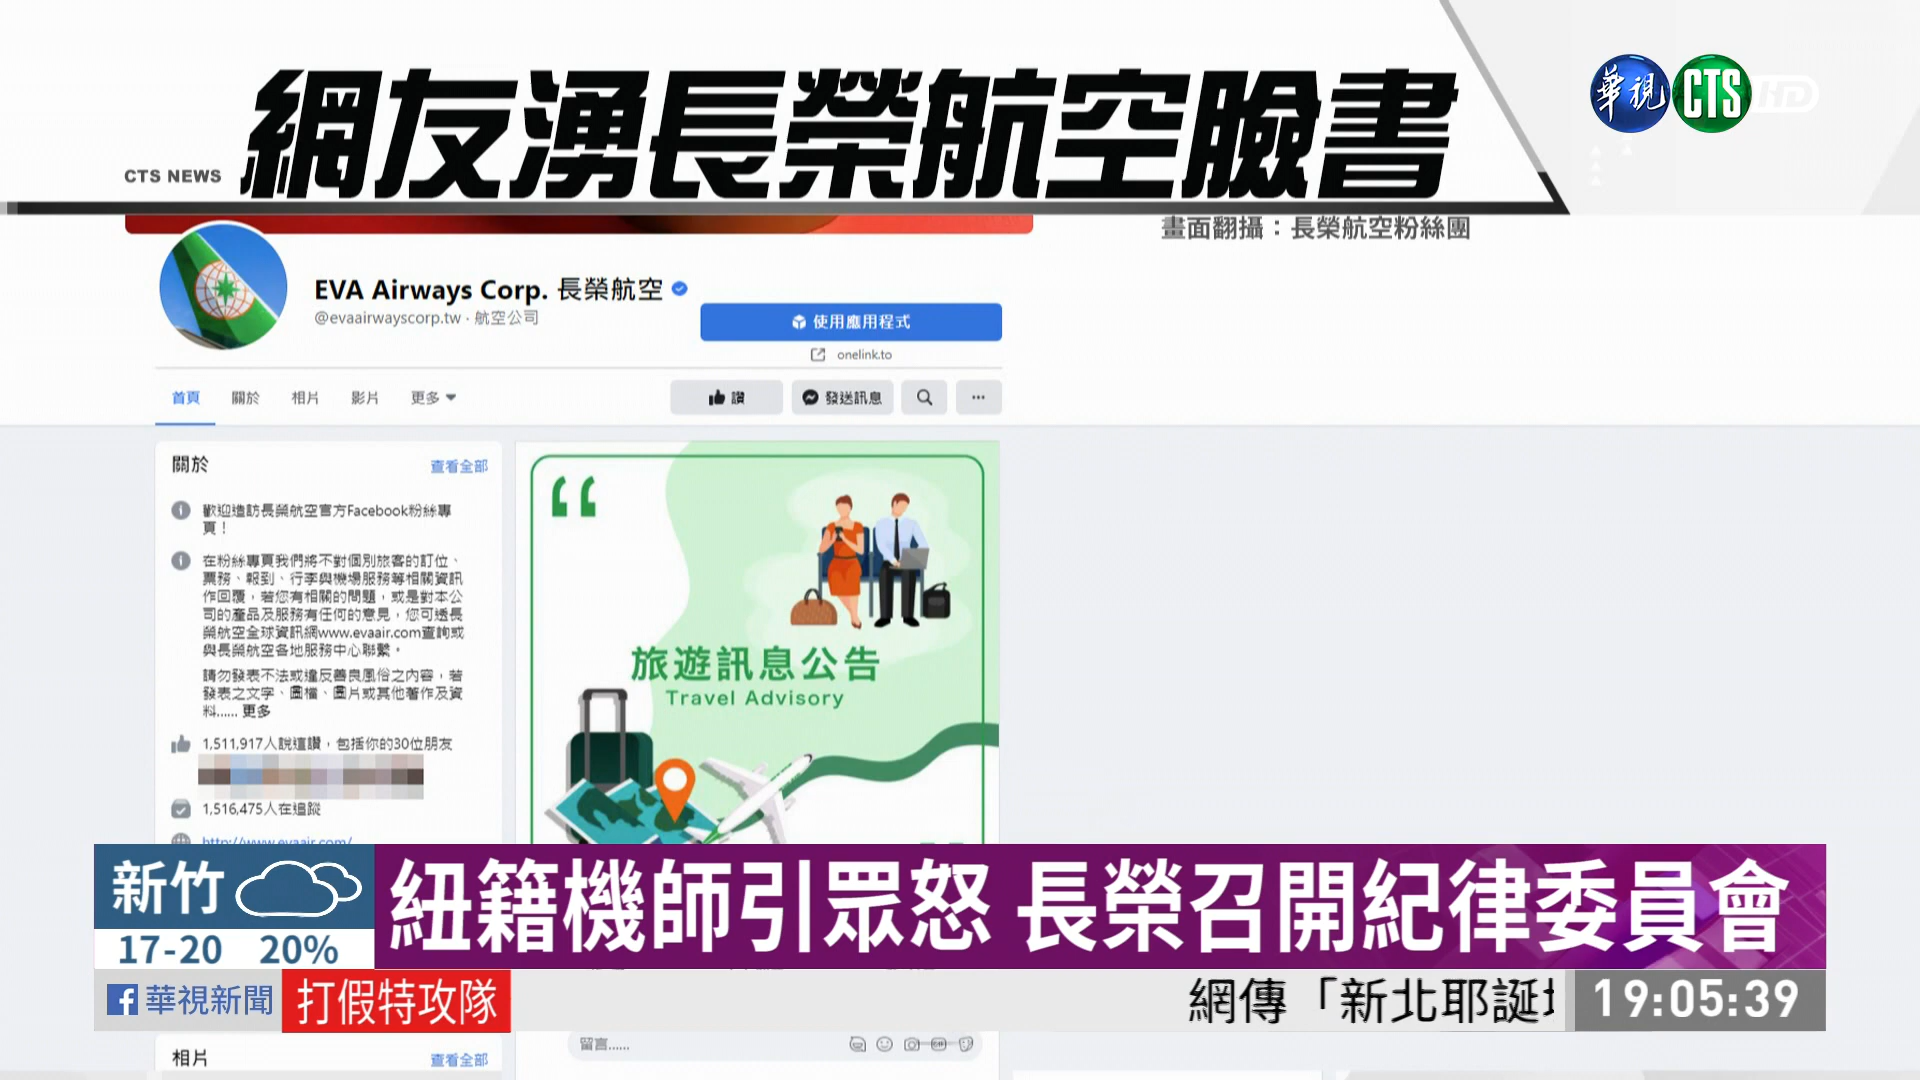 網友湧長榮航空臉書
CTS NEWS
華視 CTS HD
畫面翻攝：長榮航空粉絲團
EVA Airways Corp. 長榮航空
@evaairwayscorp.tw · 航空公司
使用應用程式
onelink.to
首頁 關於 相片 影片 更多
讚 發送訊息
關於 查看全部
歡迎造訪長榮航空官方Facebook粉絲專
頁！
在粉絲專頁我們將不對個別旅客的訂位、
票務、報到、行李與機場服務等相關資訊
作回覆，若您有相關的問題，或是對本公
司的產品及服務有任何的意見，您可透長
榮航空全球資訊網www.evaair.com查詢或
與長榮航空各地服務中心聯繫。
請勿發表不法或違反善良風俗之內容，若
發表之文字、圖檔、圖片或其他著作及資
料...... 更多
1,511,917人說這讚，包括你的30位朋友
1,516,475人在追蹤
http://www.evaair.com/
旅遊訊息公告
Travel Advisory
新竹
17-20 20%
紐籍機師引眾怒 長榮召開紀律委員會
華視新聞 打假特攻隊
網傳「新北耶誕
19:05:39
留言......
相片 查看全部